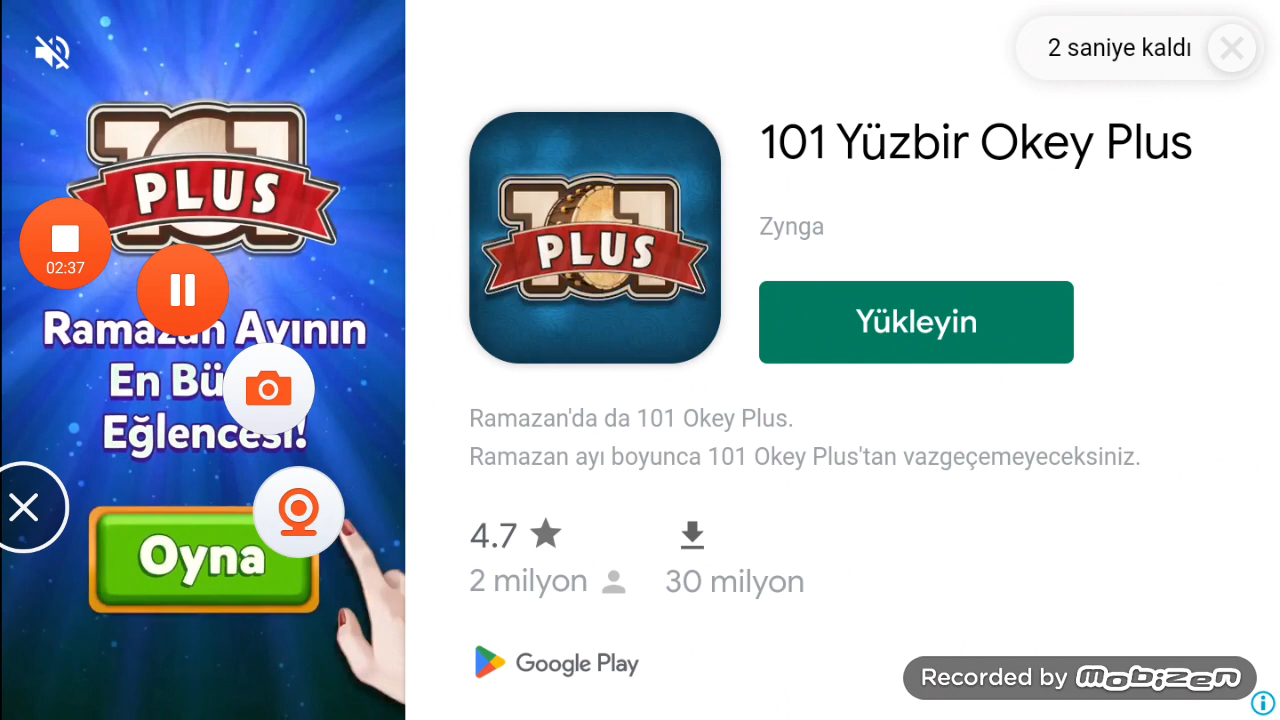 2 saniye kaldı
101
PLUS
02:37
Ramazan Ayının
En Bü
Eğlencesi!
Oyna
101
PLUS
101 Yüzbir Okey Plus
Zynga
Yükleyin
Ramazan'da da 101 Okey Plus.
Ramazan ayı boyunca 101 Okey Plus'tan vazgeçemeyeceksiniz.
4.7
2 milyon
30 milyon
Google Play
Recorded by mobizen